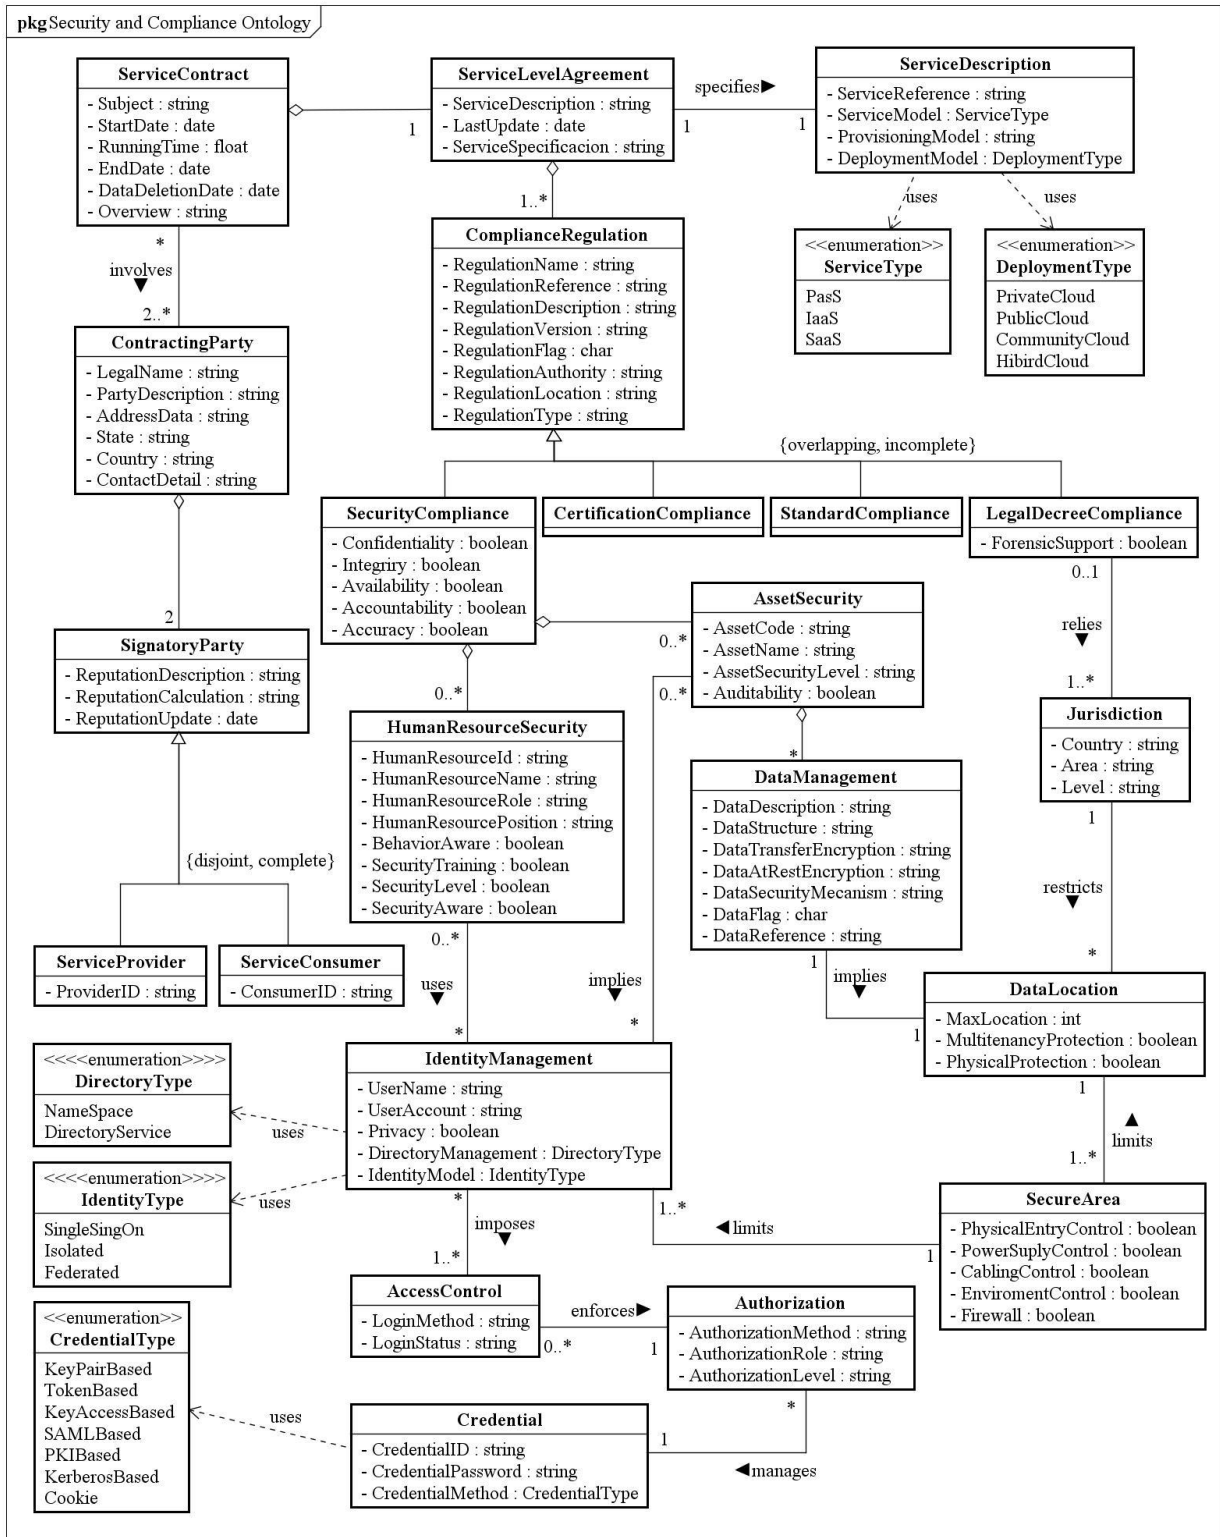 pkg Security and Compliance Ontology
ServiceContract
- Subject : string
- StartDate : date
- RunningTime : float
- EndDate : date
- DataDeletionDate : date
- Overview : string
1
ServiceLevelAgreement
- ServiceDescription : string
- LastUpdate : date
- ServiceSpecificacion : string
specifies
1
1
ServiceDescription
- ServiceReference : string
- ServiceModel : ServiceType
- ProvisioningModel : string
- DeploymentModel : DeploymentType
uses
uses
<<enumeration>>
ServiceType
PasS
IaaS
SaaS
<<enumeration>>
DeploymentType
PrivateCloud
PublicCloud
CommunityCloud
HibirdCloud
*
involves
2..*
1..*
ComplianceRegulation
- RegulationName : string
- RegulationReference : string
- RegulationDescription : string
- RegulationVersion : string
- RegulationFlag : char
- RegulationAuthority : string
- RegulationLocation : string
- RegulationType : string
ContractingParty
- LegalName : string
- PartyDescription : string
- AddressData : string
- State : string
- Country : string
- ContactDetail : string
2
{overlapping, incomplete}
SecurityCompliance
- Confidentiality : boolean
- Integriry : boolean
- Availability : boolean
- Accountability : boolean
- Accuracy : boolean
CertificationCompliance
StandardCompliance
LegalDecreeCompliance
- ForensicSupport : boolean
0..1
relies
1..*
SignatoryParty
- ReputationDescription : string
- ReputationCalculation : string
- ReputationUpdate : date
0..*
0..*
0..*
AssetSecurity
- AssetCode : string
- AssetName : string
- AssetSecurityLevel : string
- Auditability : boolean
*
Jurisdiction
- Country : string
- Area : string
- Level : string
1
restricts
*
HumanResourceSecurity
- HumanResourceId : string
- HumanResourceName : string
- HumanResourceRole : string
- HumanResourcePosition : string
- BehaviorAware : boolean
- SecurityTraining : boolean
- SecurityLevel : boolean
- SecurityAware : boolean
DataManagement
- DataDescription : string
- DataStructure : string
- DataTransferEncryption : string
- DataAtRestEncryption : string
- DataSecurityMecanism : string
- DataFlag : char
- DataReference : string
{disjoint, complete}
ServiceProvider
- ProviderID : string
ServiceConsumer
- ConsumerID : string
0..*
uses
*
implies
*
1
implies
1
DataLocation
- MaxLocation : int
- MultitenancyProtection : boolean
- PhysicalProtection : boolean
1
limits
1..*
<<<<enumeration>>>>
DirectoryType
NameSpace
DirectoryService
uses
IdentityManagement
- UserName : string
- UserAccount : string
- Privacy : boolean
- DirectoryManagement : DirectoryType
- IdentityModel : IdentityType
<<<<enumeration>>>>
IdentityType
SingleSingOn
Isolated
Federated
uses
*
imposes
1..*
1..*
limits
1
SecureArea
- PhysicalEntryControl : boolean
- PowerSuplyControl : boolean
- CablingControl : boolean
- EnviromentControl : boolean
- Firewall : boolean
AccessControl
- LoginMethod : string
- LoginStatus : string
enforces
0..*
1
Authorization
- AuthorizationMethod : string
- AuthorizationRole : string
- AuthorizationLevel : string
*
<<enumeration>>
CredentialType
KeyPairBased
TokenBased
KeyAccessBased
SAMLBased
PKIBased
KerberosBased
Cookie
uses
Credential
- CredentialID : string
- CredentialPassword : string
- CredentialMethod : CredentialType
1
manages